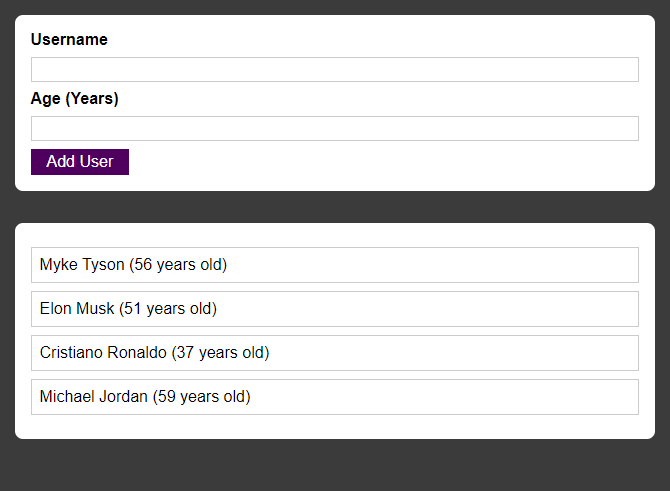 Username
Age (Years)
Add User
Myke Tyson (56 years old)
Elon Musk (51 years old)
Cristiano Ronaldo (37 years old)
Michael Jordan (59 years old)